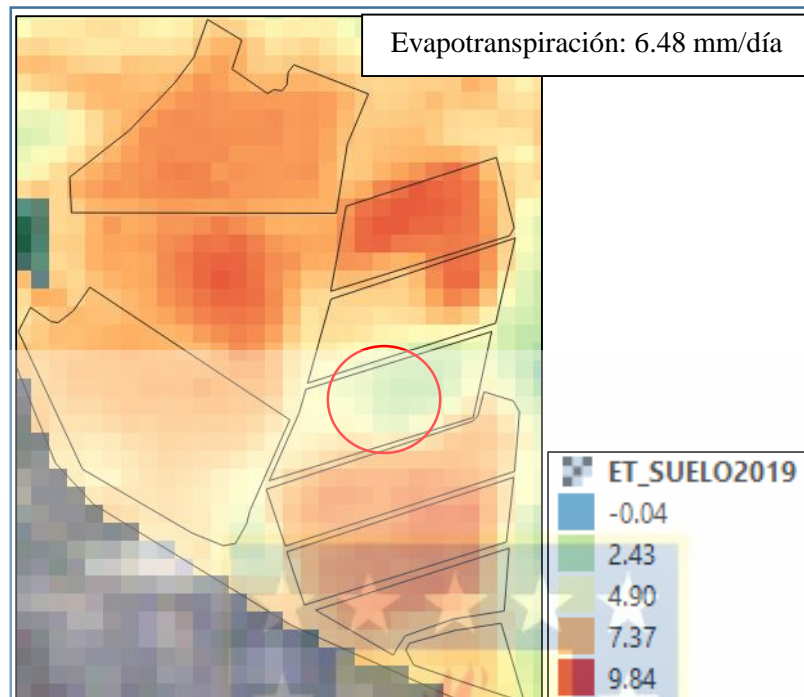 Evapotranspiración: 6.48 mm/día
ET_SUELO2019
-0.04
2.43
4.90
7.37
9.84